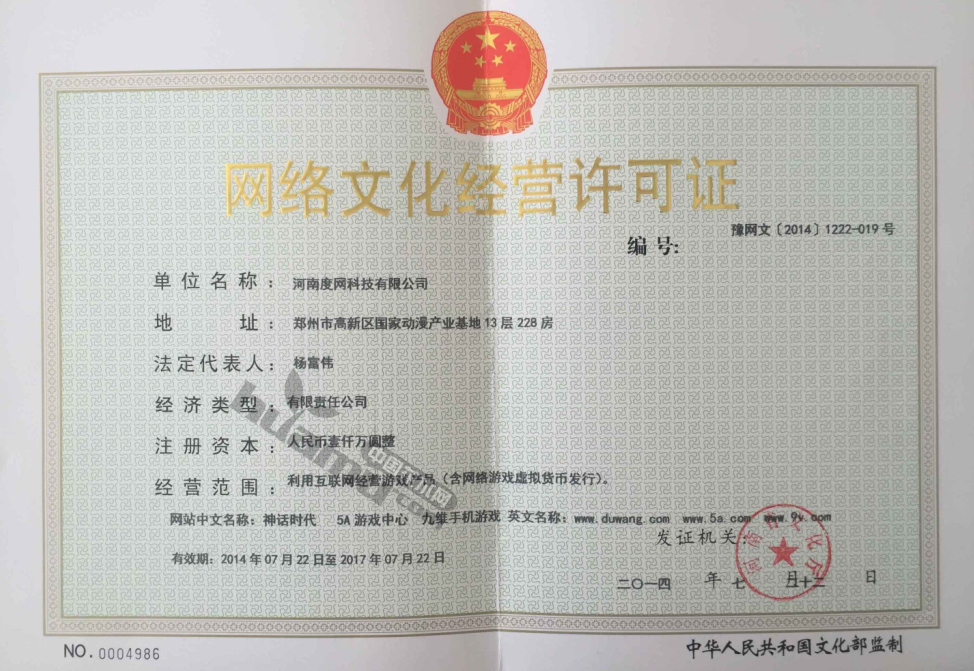 网络文化经营许可证
编号: 豫网文〔2014〕1222-019号
单位名称: 河南度网科技有限公司
地址: 郑州市高新区国家动漫产业基地13层228房
法定代表人: 杨富伟
经济类型: 有限责任公司
注册资本: 人民币壹仟万圆整
经营范围: 利用互联网经营游戏产品(含网络游戏虚拟货币发行)。
网站中文名称: 神话时代 5A游戏中心 九维手机游戏 英文名称: www.duwang.com www.5a.com www.9v.com
发证机关:
河南省文化厅
有效期: 2014年07月22日至2017年07月22日
二〇一四 年 七 月 二十二 日
NO.0004986
中华人民共和国文化部监制